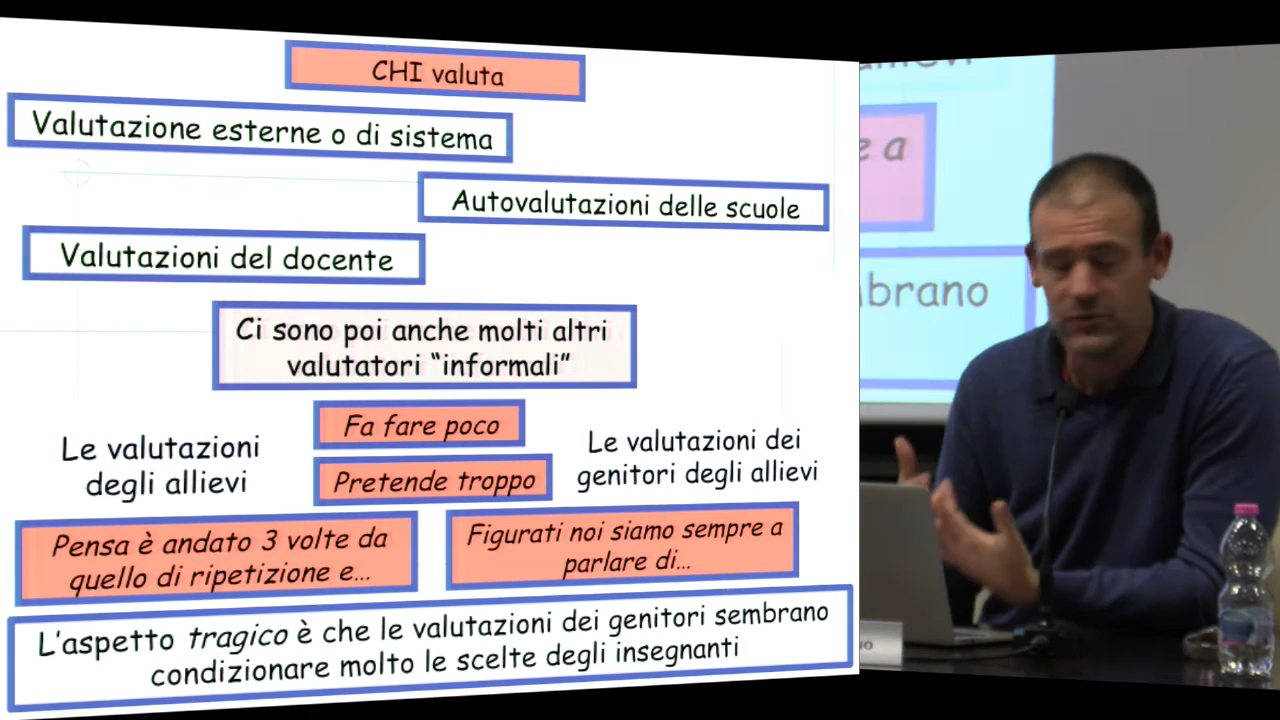 CHI valuta
Valutazione esterne o di sistema
Autovalutazioni delle scuole
Valutazioni del docente
Ci sono poi anche molti altri
valutatori “informali”
Le valutazioni
degli allievi
Fa fare poco
Pretende troppo
Le valutazioni dei
genitori degli allievi
Pensa è andato 3 volte da
quello di ripetizione e...
Figurati noi siamo sempre a
parlare di...
L'aspetto tragico è che le valutazioni dei genitori sembrano
condizionare molto le scelte degli insegnanti
e a
brano